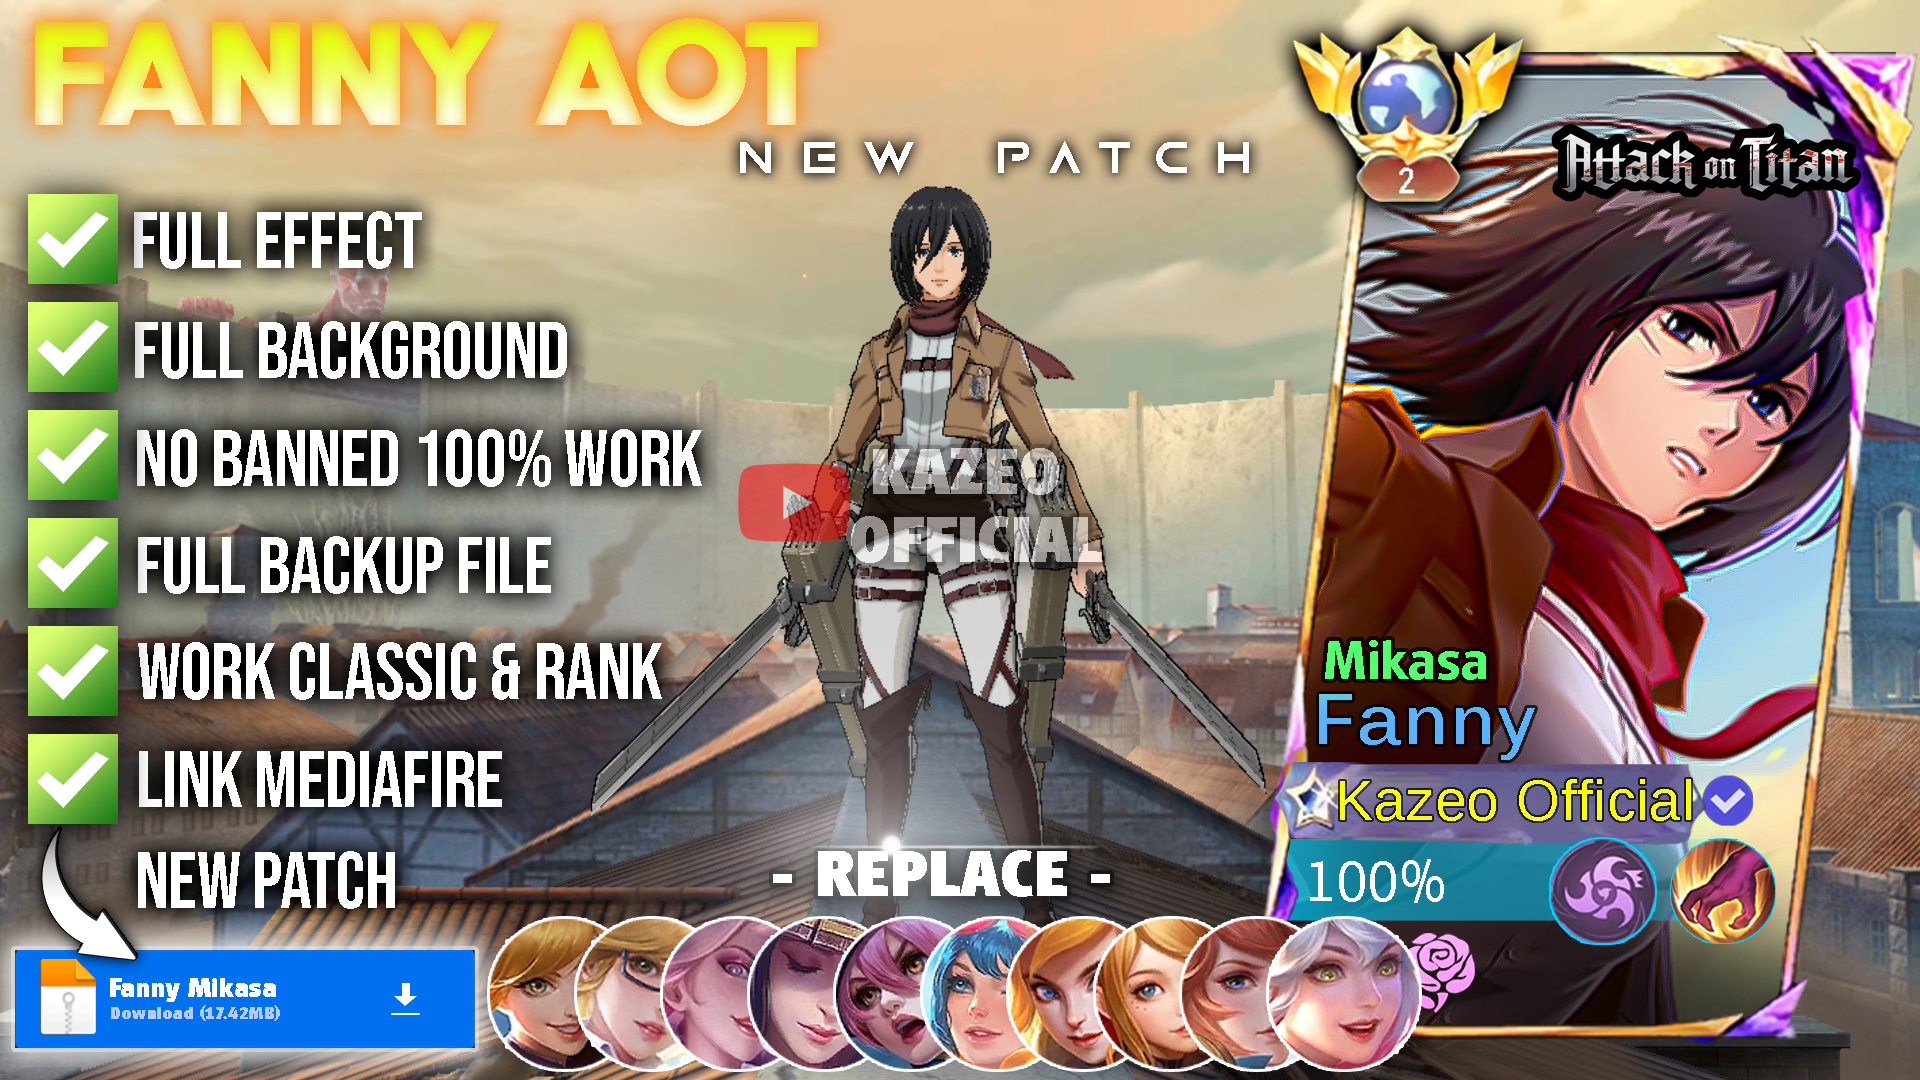 FANNY AOT
NEW PATCH
2
Attack on Titan
FULL EFFECT
FULL BACKGROUND
NO BANNED 100% WORK
KAZEO
OFFICIAL
FULL BACKUP FILE
WORK CLASSIC & RANK
LINK MEDIAFIRE
NEW PATCH
Fanny Mikasa
Download (17.42MB)
- REPLACE -
Mikasa
Fanny
Kazeo Official
100%